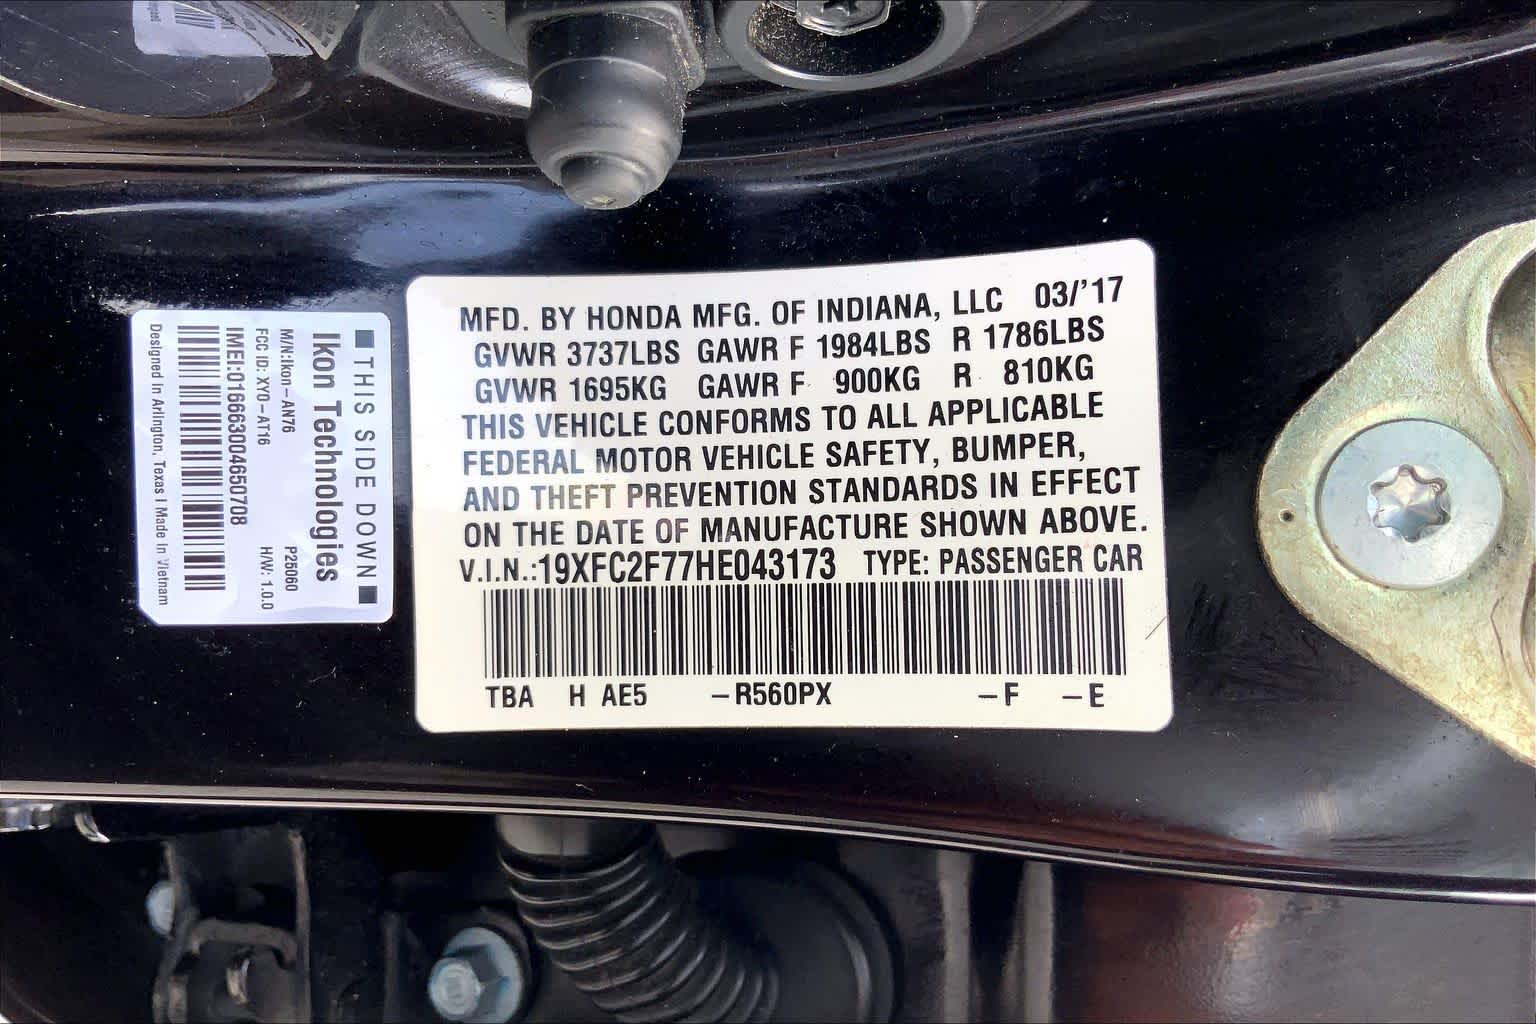 THIS SIDE DOWN
Ikon Technologies
M/N:Ikon-AN76 P25060
FCC ID: XY0-AT16 H/W: 1.0.0
IMEI:016663004650708
Designed in Arlington, Texas | Made in Vietnam
MFD. BY HONDA MFG. OF INDIANA, LLC 03/'17
GVWR 3737LBS GAWR F 1984LBS R 1786LBS
GVWR 1695KG GAWR F 900KG R 810KG
THIS VEHICLE CONFORMS TO ALL APPLICABLE
FEDERAL MOTOR VEHICLE SAFETY, BUMPER,
AND THEFT PREVENTION STANDARDS IN EFFECT
ON THE DATE OF MANUFACTURE SHOWN ABOVE.
V.I.N.:19XFC2F77HE043173 TYPE: PASSENGER CAR
TBA H AE5 -R560PX -F -E